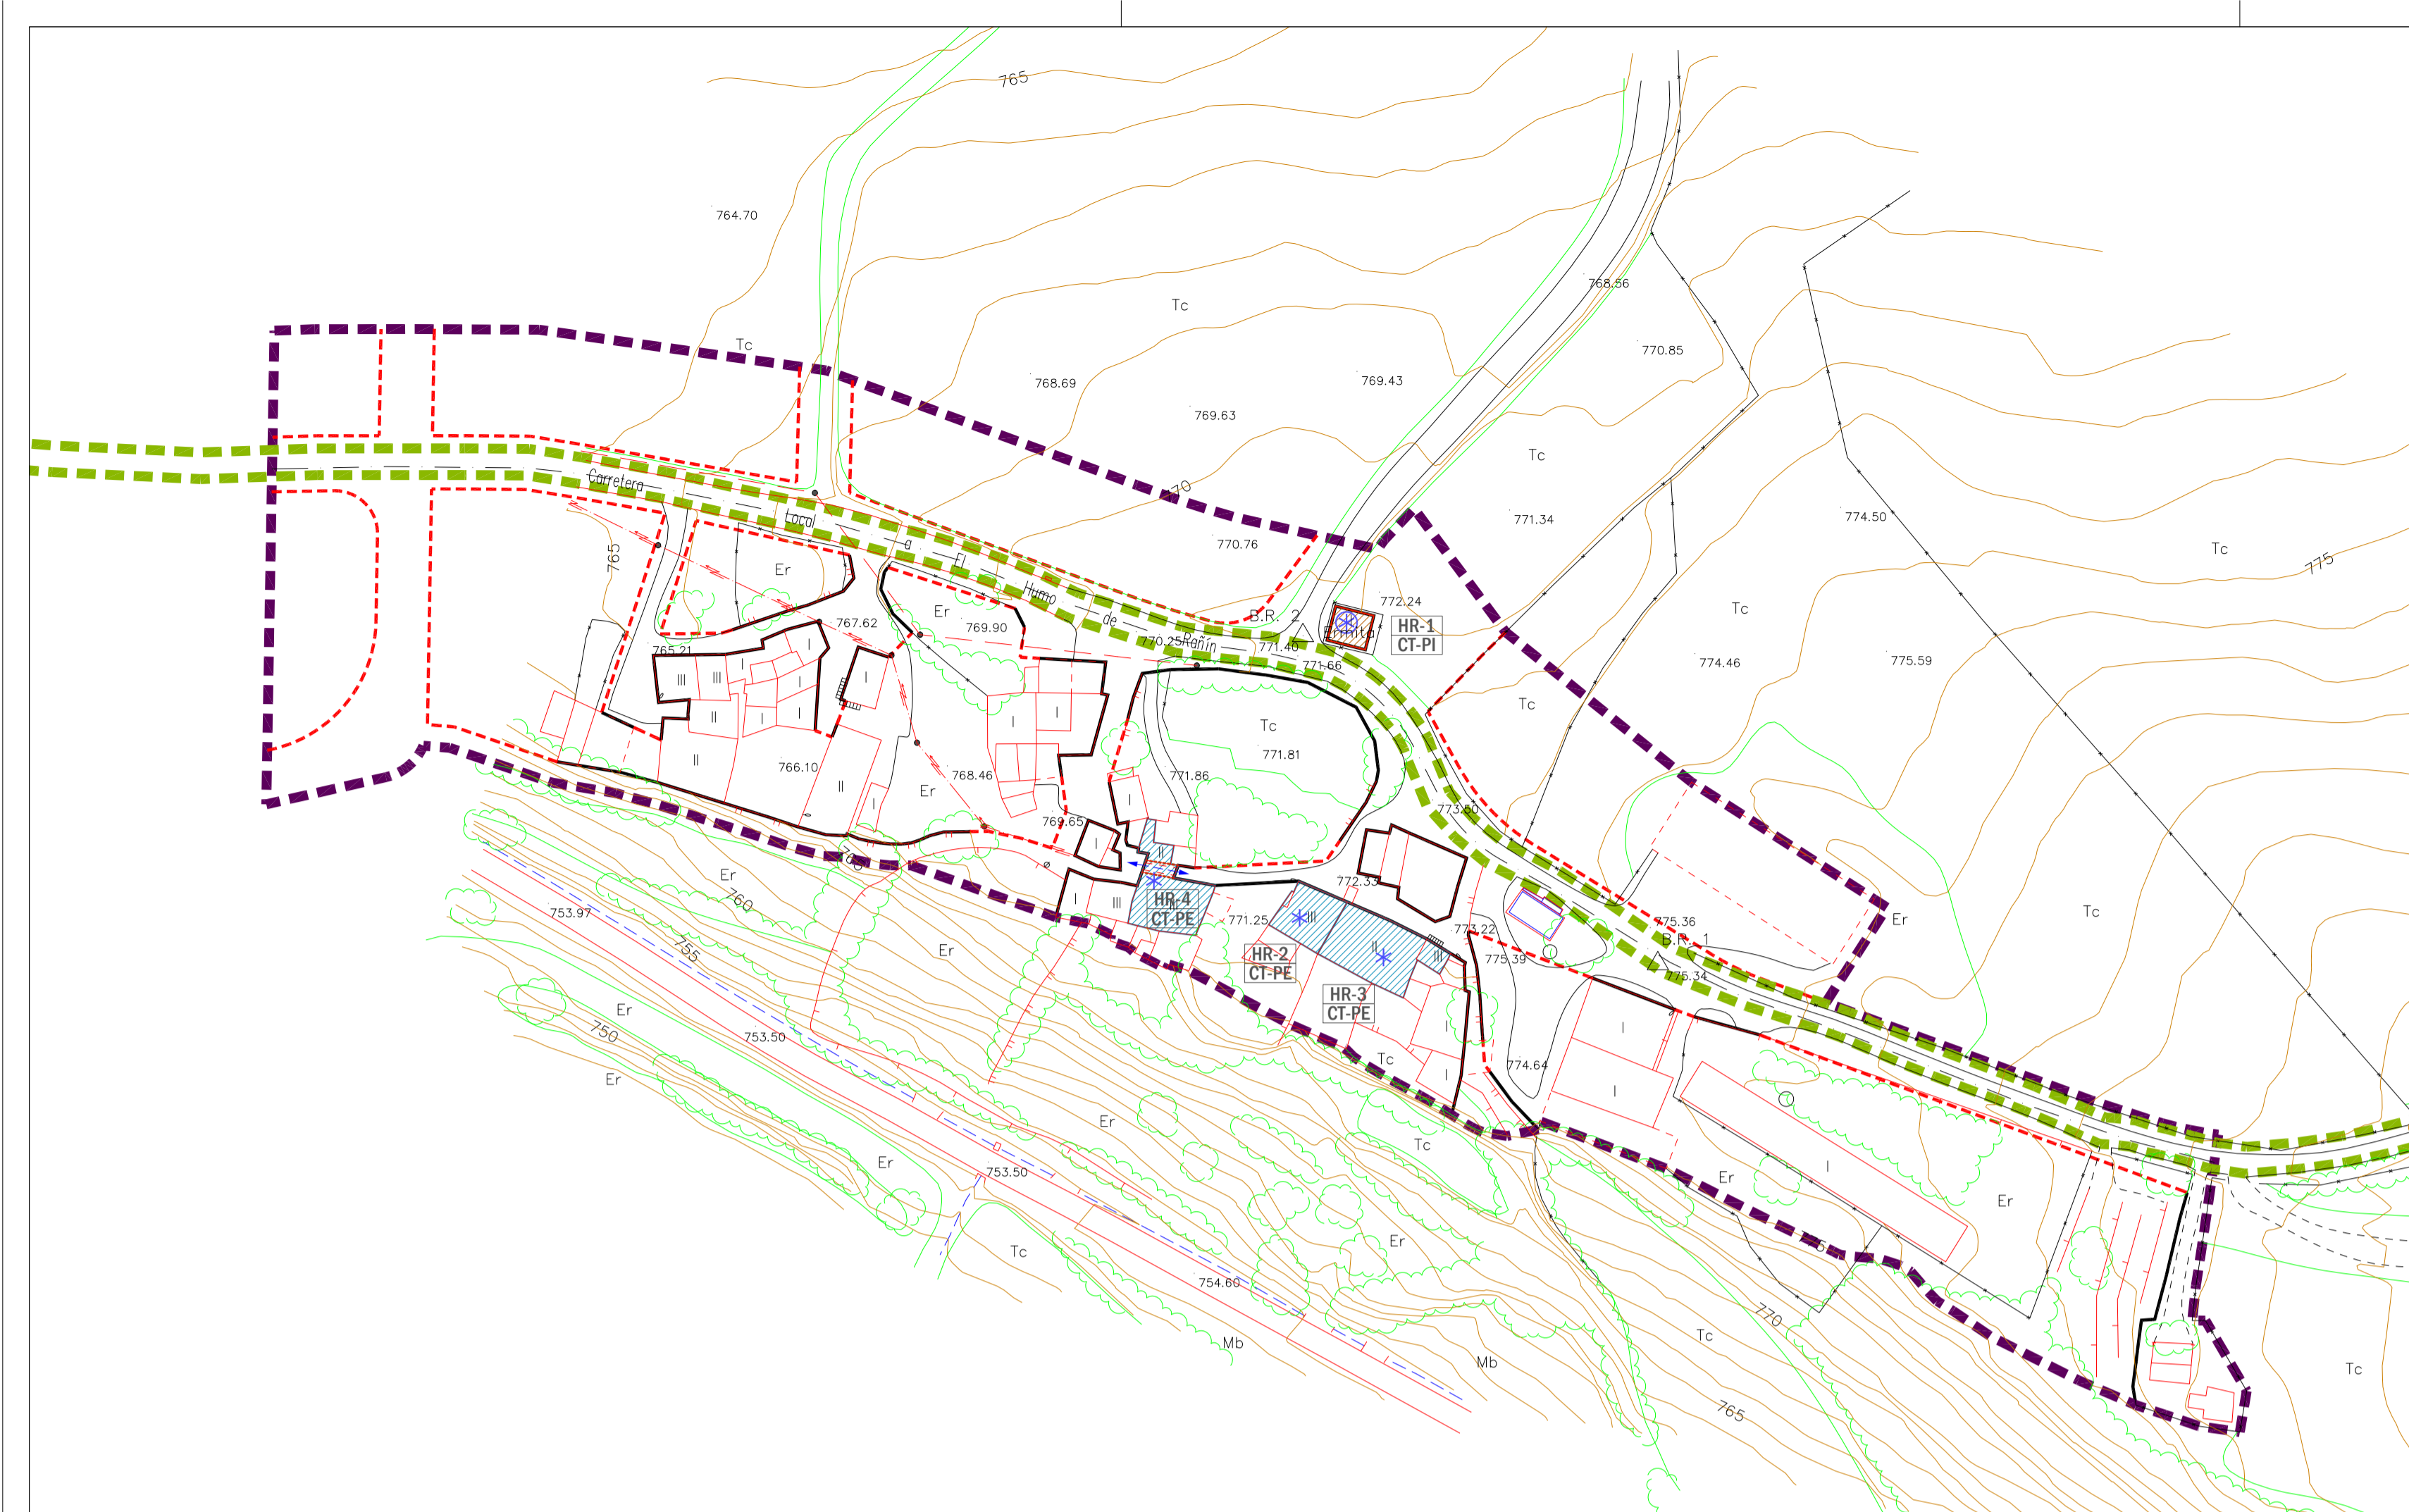 765
764.70
Tc
768.56
Tc
770.85
768.69
769.43
769.63
Tc
770
771.34
774.50
Tc
775
770.76
Carretera
Local
a
El
Humo
de
Rañín
765
Er
Er
769.90
767.62
765.21
B.R. 2
Ermita
772.24
HR-1
CT-PI
770.25
771.40
771.66
Tc
774.46
775.59
Tc
III
III
I
I
I
I
I
II
I
I
I
Tc
771.81
771.86
II
766.10
II
I
768.46
Er
773.50
769.65
I
I
II
765
Er
760
I
III
HR-4
CT-PE
772.33
771.25
III
II
III
773.22
775.36
B.R. 1
Er
Tc
753.97
755
Er
HR-2
CT-PE
775.39
775.34
HR-3
CT-PE
Er
750
753.50
I
I
Tc
774.64
I
I
Er
Er
Tc
Er
753.50
Er
I
Er
Tc
Er
754.60
770
Tc
Mb
Mb
Tc
765